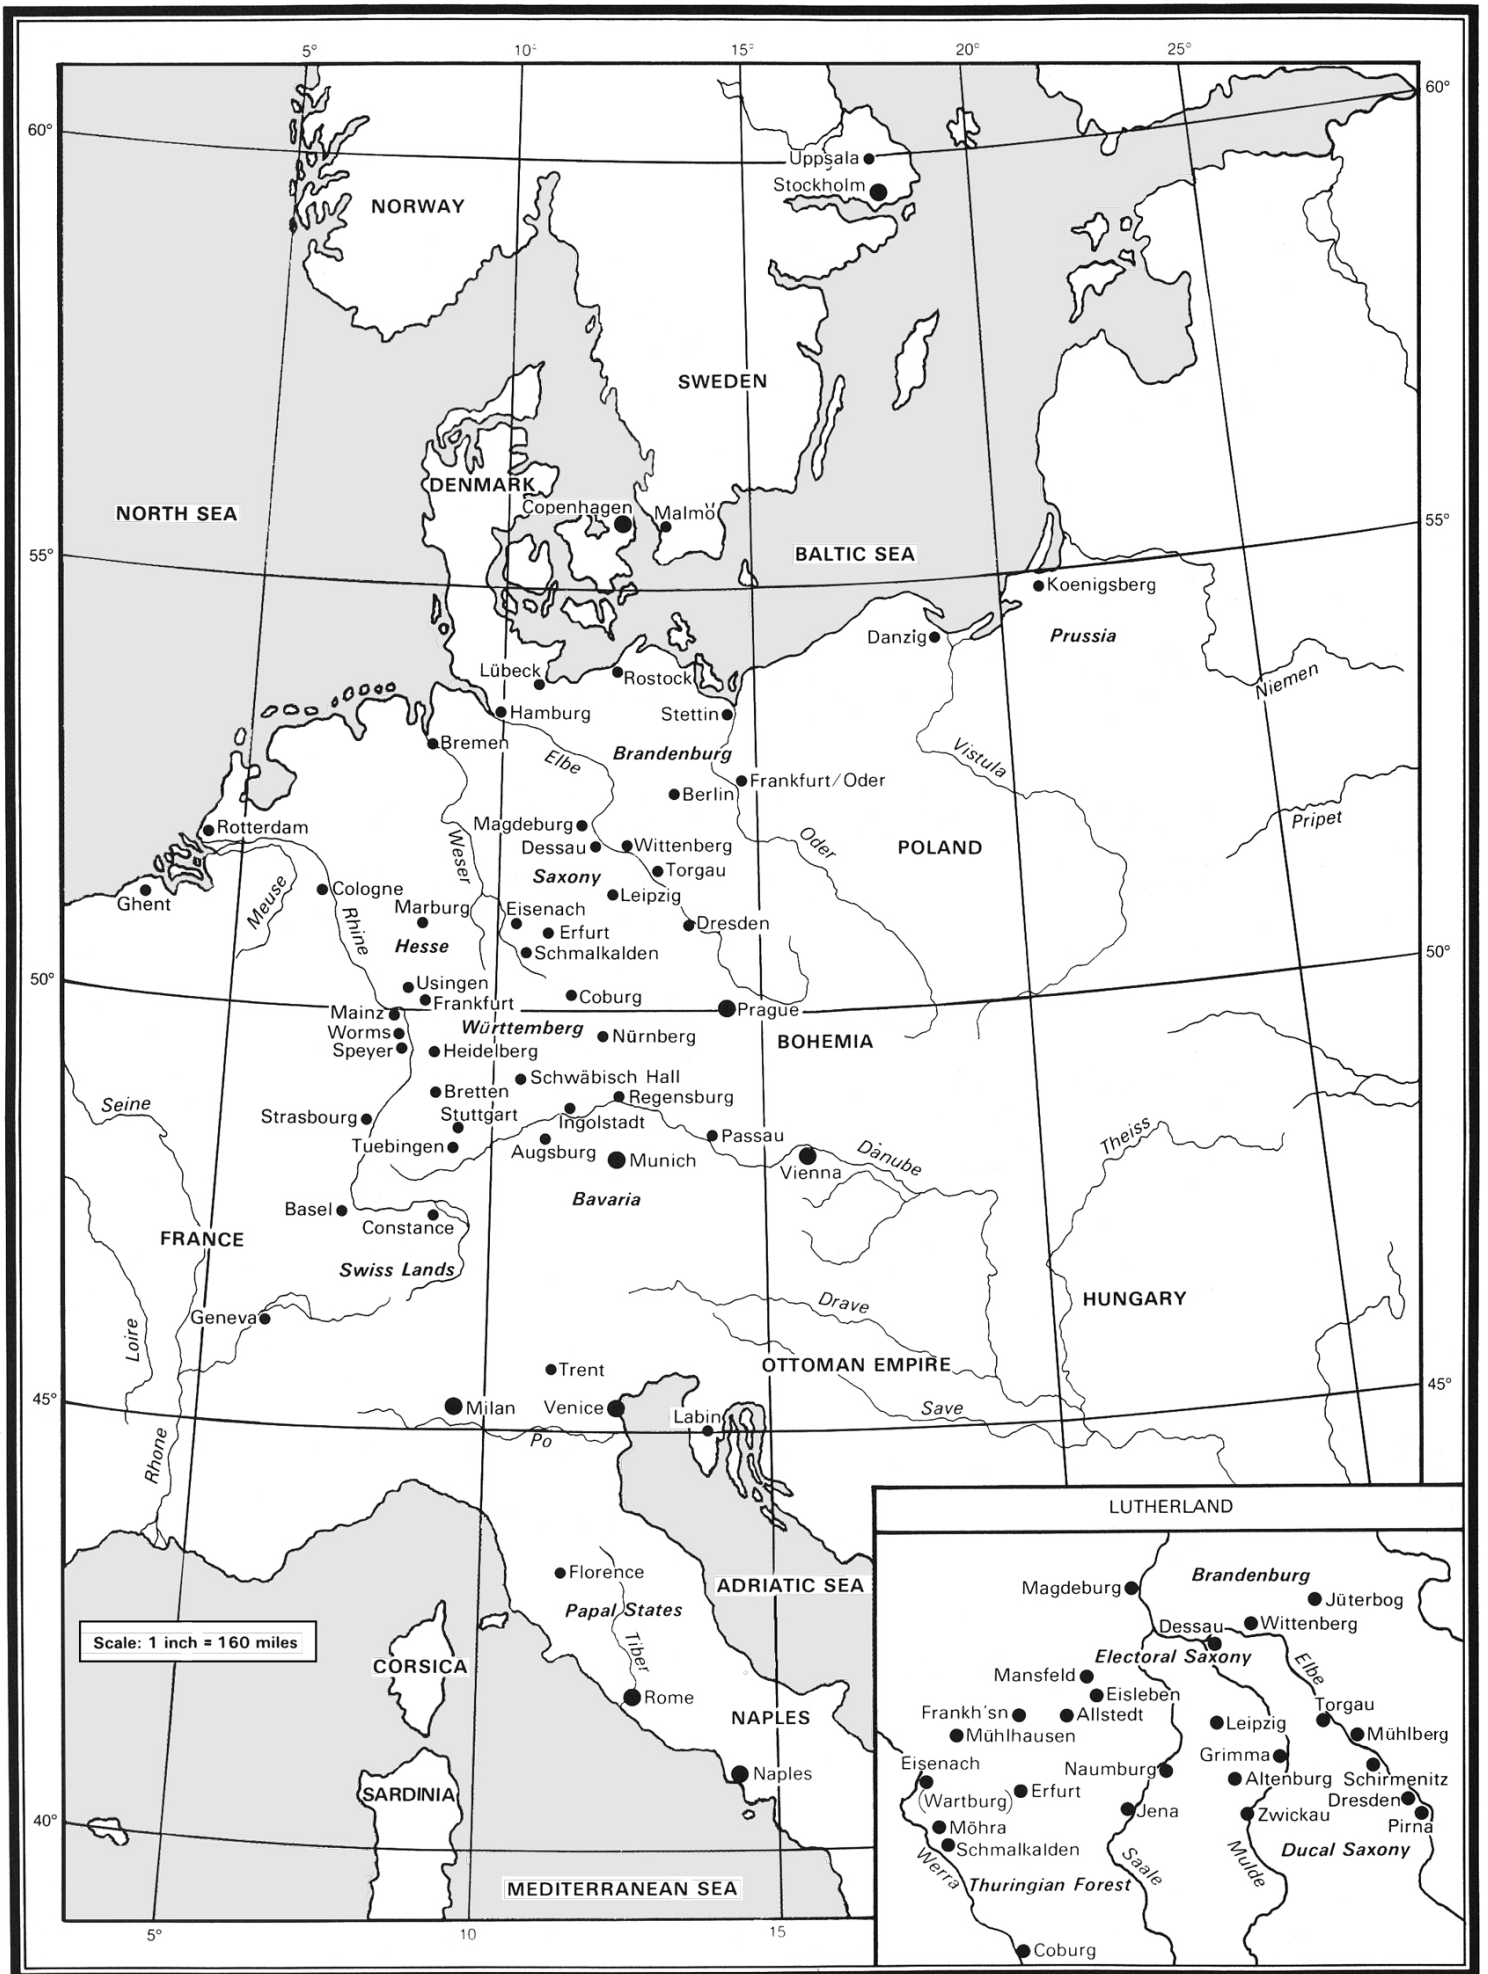 5° 10° 15° 20° 25°
60°
60°
Uppsala
Stockholm
NORWAY
SWEDEN
DENMARK
Copenhagen
Malmö
NORTH SEA
55°
55°
BALTIC SEA
Koenigsberg
Danzig
Prussia
Lübeck
Rostock
Niemen
Hamburg
Stettin
Bremen
Elbe
Brandenburg
Vistula
Frankfurt/Oder
Berlin
Rotterdam
Magdeburg
Pripet
Weser
Dessau
Wittenberg
Oder
POLAND
Saxony
Torgau
Ghent
Meuse
Cologne
Leipzig
Rhine
Marburg
Eisenach
Hesse
Erfurt
Dresden
Schmalkalden
50°
50°
Usingen
Frankfurt
Coburg
Mainz
Prague
Worms
Württemberg
Nürnberg
BOHEMIA
Speyer
Heidelberg
Schwäbisch Hall
Seine
Bretten
Regensburg
Strasbourg
Stuttgart
Ingolstadt
Theiss
Tuebingen
Augsburg
Passau
Danube
Munich
Vienna
Bavaria
Basel
Constance
FRANCE
Swiss Lands
HUNGARY
Geneva
Drave
Loire
Trent
OTTOMAN EMPIRE
45°
45°
Milan
Venice
Labin
Save
Po
Rhone
Florence
ADRIATIC SEA
Papal States
Scale: 1 inch = 160 miles
Tiber
CORSICA
Rome
NAPLES
Naples
SARDINIA
40°
MEDITERRANEAN SEA
5° 10 15
LUTHERLAND
Magdeburg
Brandenburg
Jüterbog
Dessau
Wittenberg
Electoral Saxony
Elbe
Mansfeld
Eisleben
Frankh'sn
Allstedt
Torgau
Leipzig
Mühlhausen
Mühlberg
Grimma
Eisenach
Naumburg
Altenburg
Schirmenitz
(Wartburg)
Erfurt
Dresden
Jena
Zwickau
Pirna
Möhra
Schmalkalden
Ducal Saxony
Werra
Saale
Mulde
Thuringian Forest
Coburg